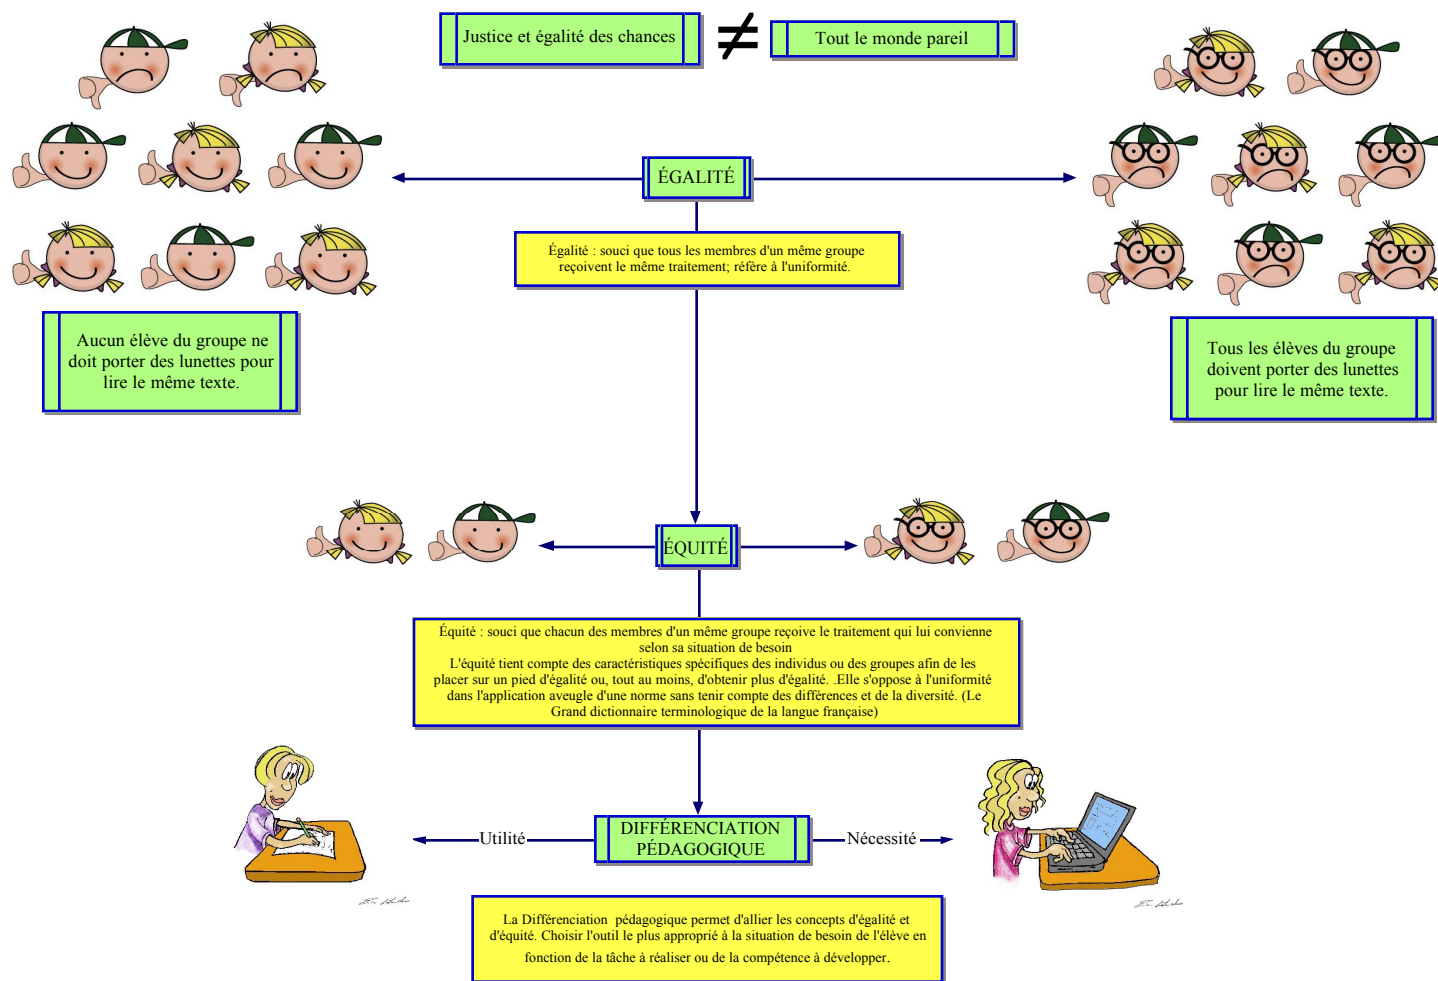 Justice et égalité des chances
≠
Tout le monde pareil
ÉGALITÉ
Égalité : souci que tous les membres d'un même groupe
reçoivent le même traitement; réfère à l'uniformité.
Aucun élève du groupe ne
doit porter des lunettes pour
lire le même texte.
Tous les élèves du groupe
doivent porter des lunettes
pour lire le même texte.
ÉQUITÉ
Équité : souci que chacun des membres d'un même groupe reçoive le traitement qui lui convienne
selon sa situation de besoin
L'équité tient compte des caractéristiques spécifiques des individus ou des groupes afin de les
placer sur un pied d'égalité ou, tout au moins, d'obtenir plus d'égalité. .Elle s'oppose à l'uniformité
dans l'application aveugle d'une norme sans tenir compte des différences et de la diversité. (Le
Grand dictionnaire terminologique de la langue française)
Utilité
DIFFÉRENCIATION
PÉDAGOGIQUE
Nécessité
La Différenciation  pédagogique permet d'allier les concepts d'égalité et
d'équité. Choisir l'outil le plus approprié à la situation de besoin de l'élève en
fonction de la tâche à réaliser ou de la compétence à développer.